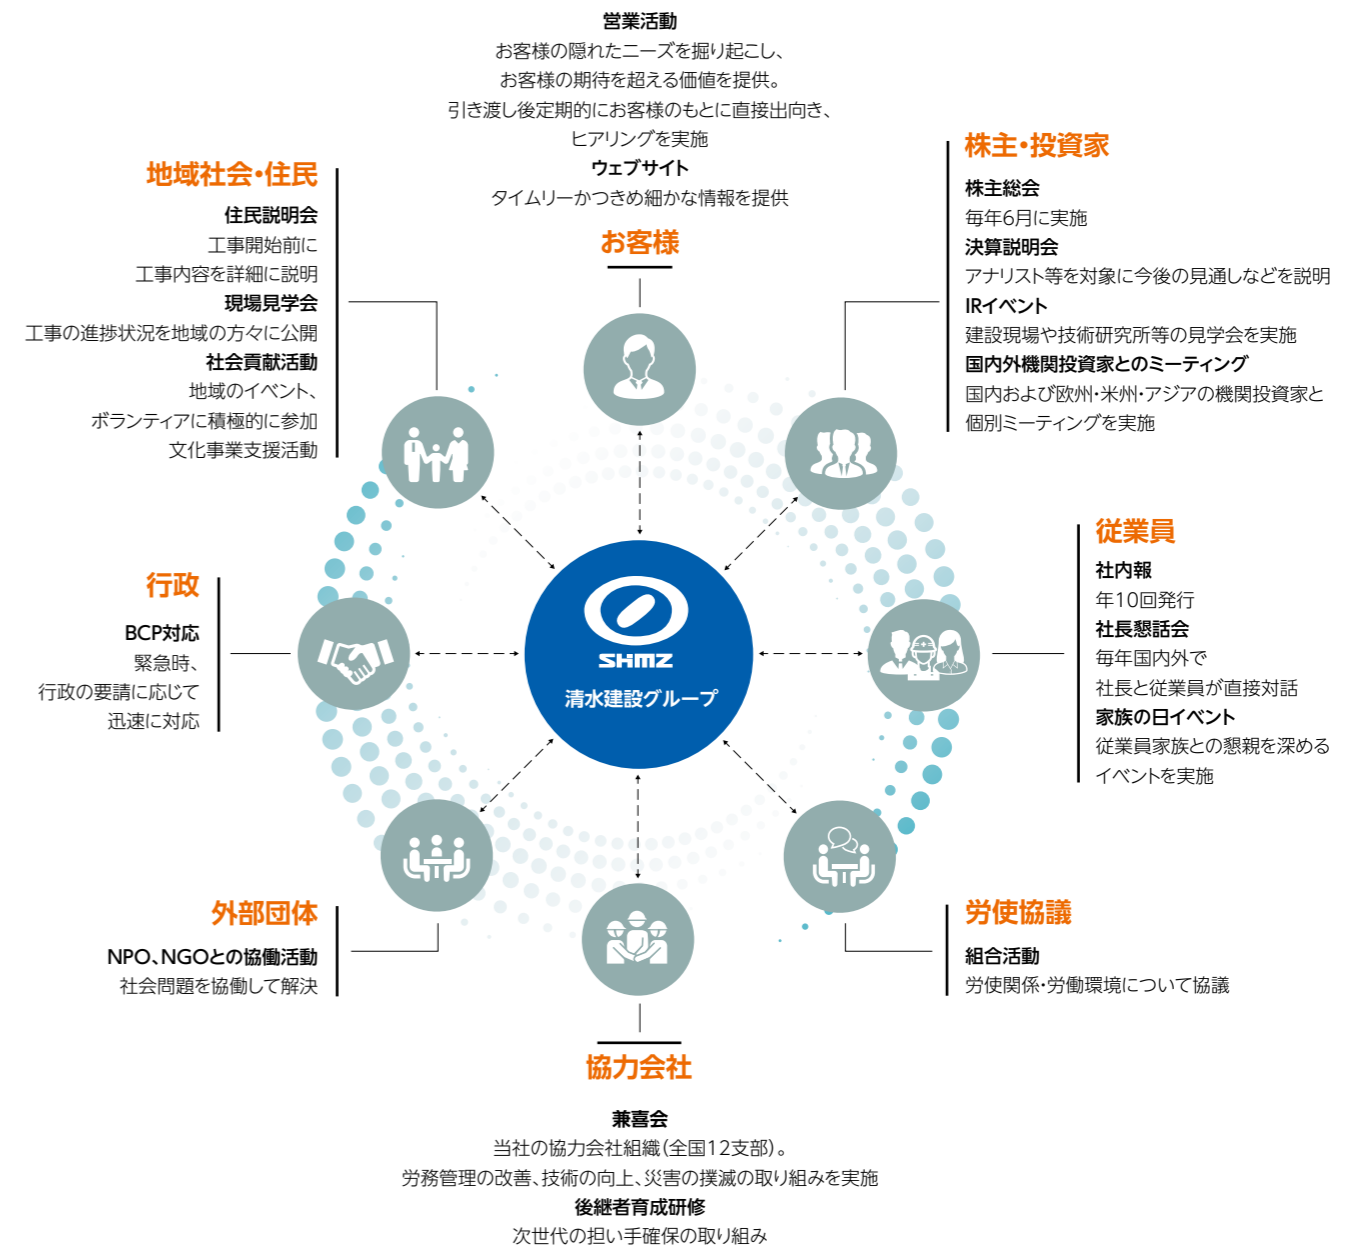 営業活動
お客様の隠れたニーズを掘り起こし、
お客様の期待を超える価値を提供。
引き渡し後定期的にお客様のもとに直接出向き、
ヒアリングを実施
ウェブサイト
タイムリーかつきめ細かな情報を提供
お客様
株主・投資家
株主総会
毎年6月に実施
決算説明会
アナリスト等を対象に今後の見通しなどを説明
IRイベント
建設現場や技術研究所等の見学会を実施
国内外機関投資家とのミーティング
国内および欧州・米州・アジアの機関投資家と
個別ミーティングを実施
従業員
社内報
年10回発行
社長懇話会
毎年国内外で
社長と従業員が直接対話
家族の日イベント
従業員家族との懇親を深める
イベントを実施
労使協議
組合活動
労使関係・労働環境について協議
協力会社
兼喜会
当社の協力会社組織(全国12支部)。
労務管理の改善、技術の向上、災害の撲滅の取り組みを実施
後継者育成研修
次世代の担い手確保の取り組み
外部団体
NPO、NGOとの協働活動
社会問題を協働して解決
行政
BCP対応
緊急時、
行政の要請に応じて
迅速に対応
地域社会・住民
住民説明会
工事開始前に
工事内容を詳細に説明
現場見学会
工事の進捗状況を地域の方々に公開
社会貢献活動
地域のイベント、
ボランティアに積極的に参加
文化事業支援活動
SHMZ
清水建設グループ